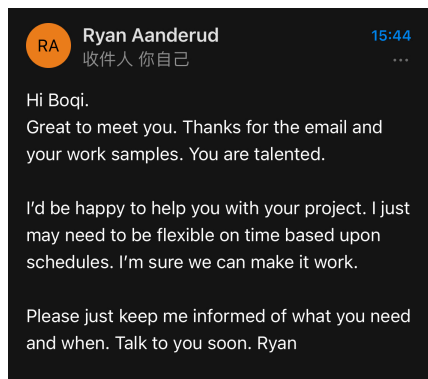 RA
Ryan Aanderud
15:44
收件人 你自己
...
Hi Boqi.
Great to meet you. Thanks for the email and
your work samples. You are talented.
I'd be happy to help you with your project. I just
may need to be flexible on time based upon
schedules. I'm sure we can make it work.
Please just keep me informed of what you need
and when. Talk to you soon. Ryan